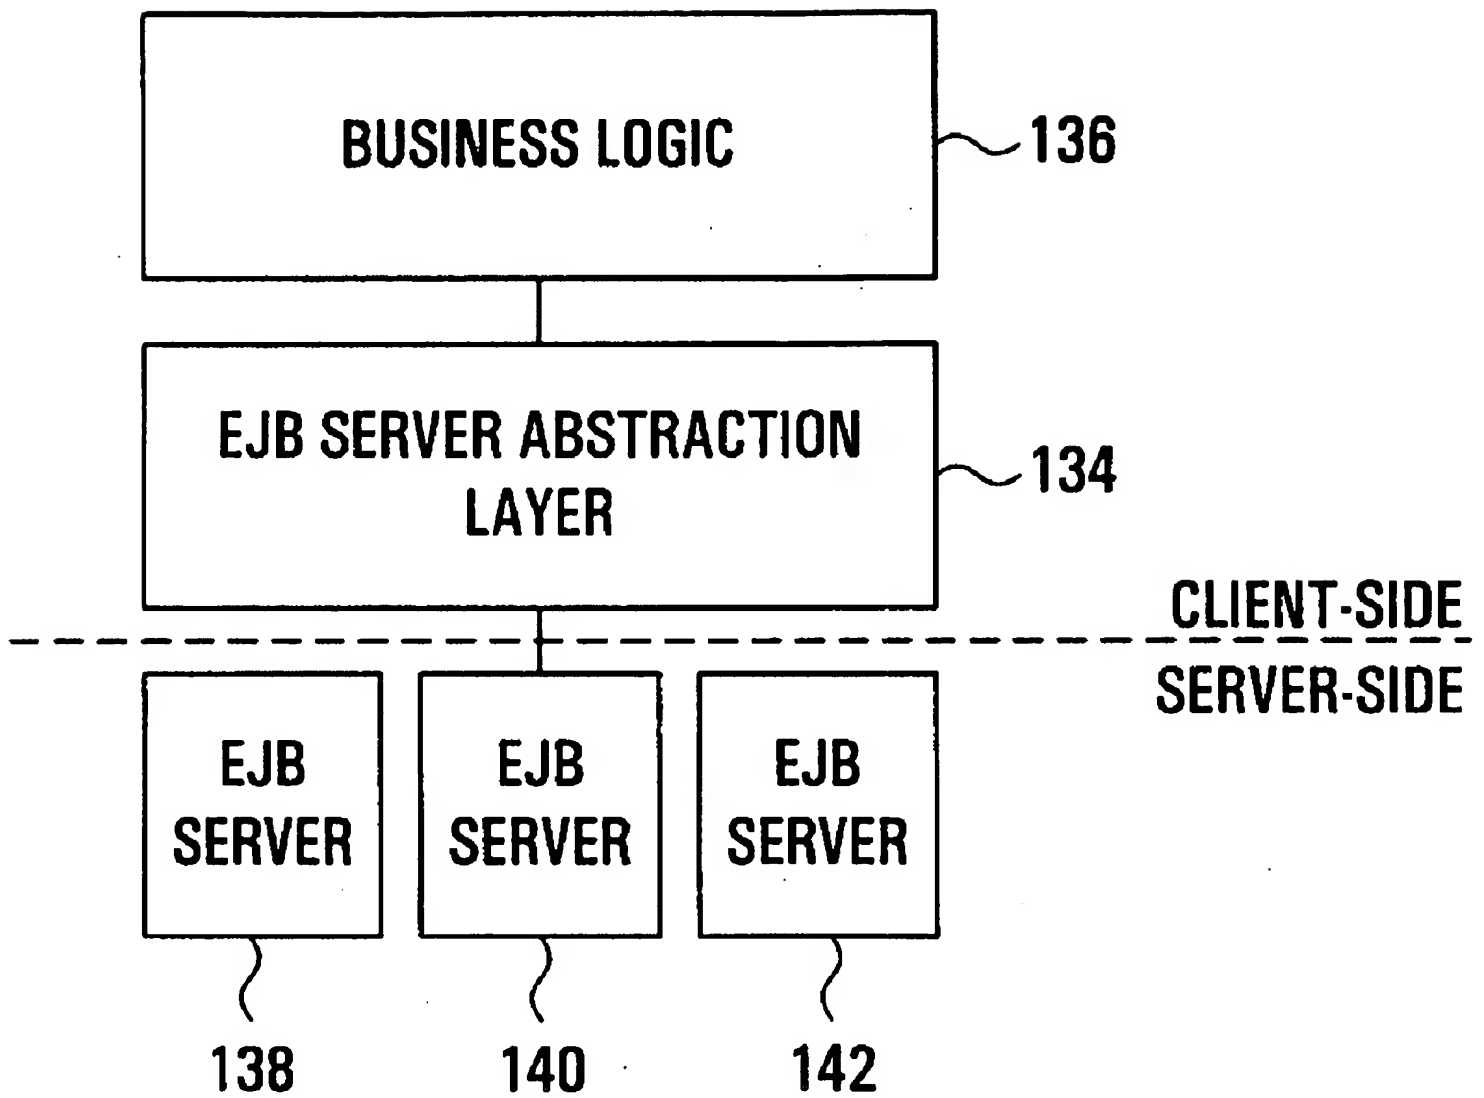 BUSINESS LOGIC
136
EJB SERVER ABSTRACTION
LAYER
134
CLIENT-SIDE
SERVER-SIDE
EJB
SERVER
EJB
SERVER
EJB
SERVER
138
140
142